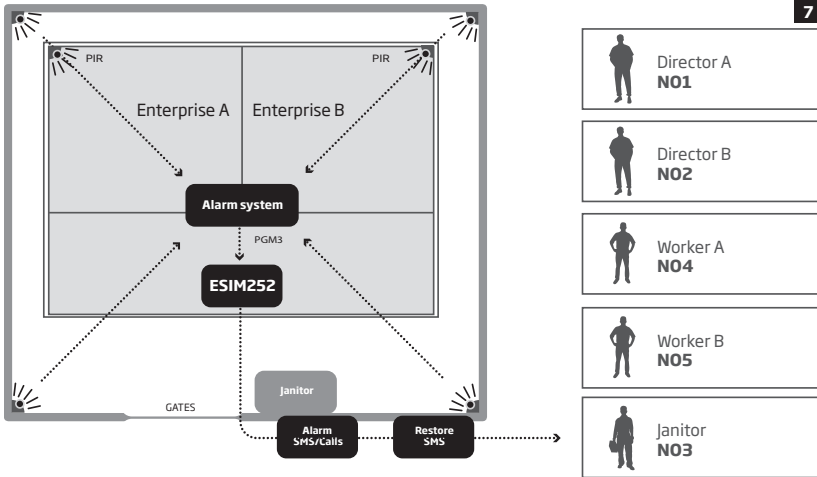 7
PIR
PIR
Enterprise A
Enterprise B
Alarm system
PGM3
ESIM252
Janitor
GATES
Alarm
SMS/Calls
Restore
SMS
Director A
NO1
Director B
NO2
Worker A
NO4
Worker B
NO5
Janitor
NO3